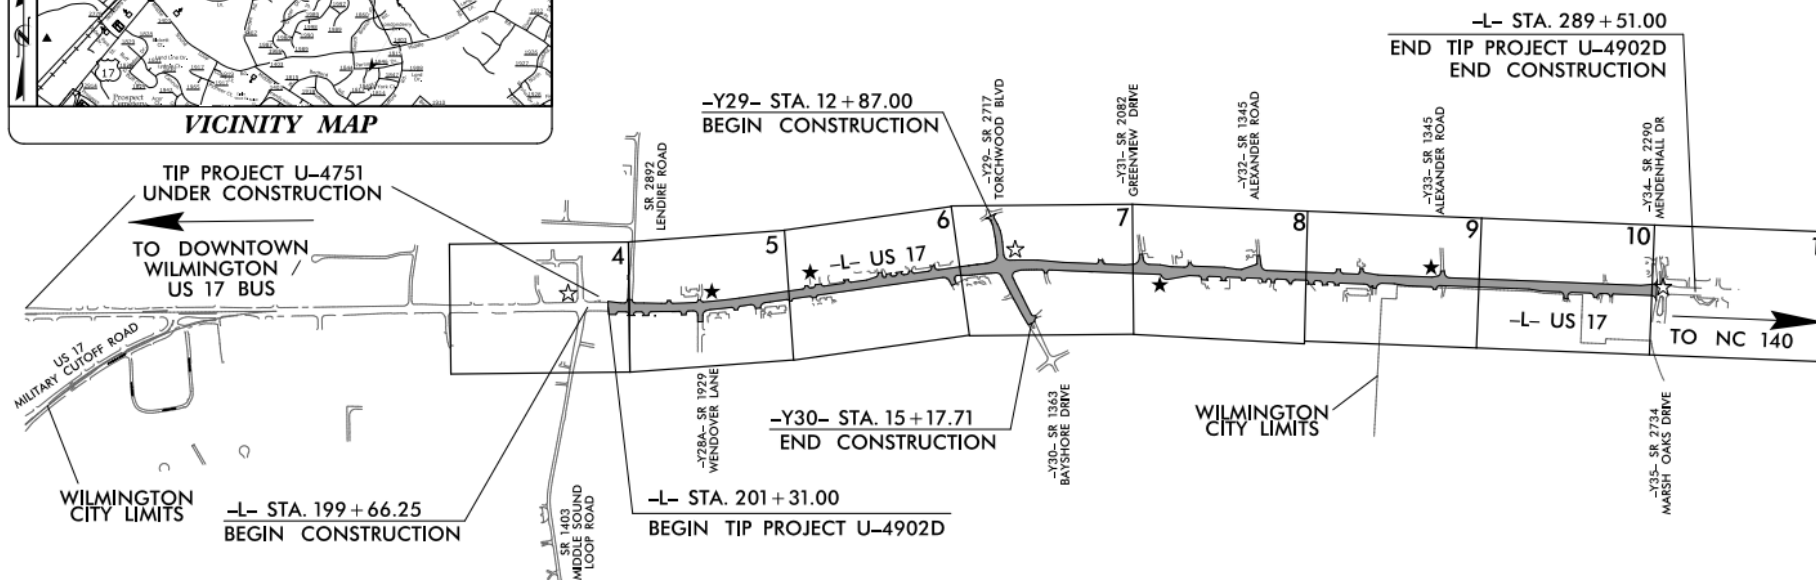 17
Prospect
Cemetery
VICINITY MAP
TIP PROJECT U–4751
UNDER CONSTRUCTION
TO DOWNTOWN
WILMINGTON
US 17 BUS
US 17
MILITARY CUTOFF ROAD
WILMINGTON
CITY LIMITS
–L– STA. 199 + 66.25
BEGIN CONSTRUCTION
SR 1403
MIDDLE SOUND
LOOP ROAD
SR 2892
LENDIRE ROAD
4
5
6
7
8
9
10
–L– US 17
–Y28A– SR 1929
WENDOVER LANE
–L– STA. 201 + 31.00
BEGIN TIP PROJECT U–4902D
–Y29– STA. 12 + 87.00
BEGIN CONSTRUCTION
–Y29– SR 2717
TORCHWOOD BLVD
–Y30– STA. 15 + 17.71
END CONSTRUCTION
–Y30– SR 1363
BAYSHORE DRIVE
–Y31– SR 2082
GREENVIEW DRIVE
–Y32– SR 1345
ALEXANDER ROAD
–Y33– SR 1345
ALEXANDER ROAD
WILMINGTON
CITY LIMITS
–L– US 17
–L– STA. 289 + 51.00
END TIP PROJECT U–4902D
END CONSTRUCTION
–Y34– SR 2290
MENDENHALL DR
TO NC 140
–Y35– SR 2734
MARSH OAKS DRIVE